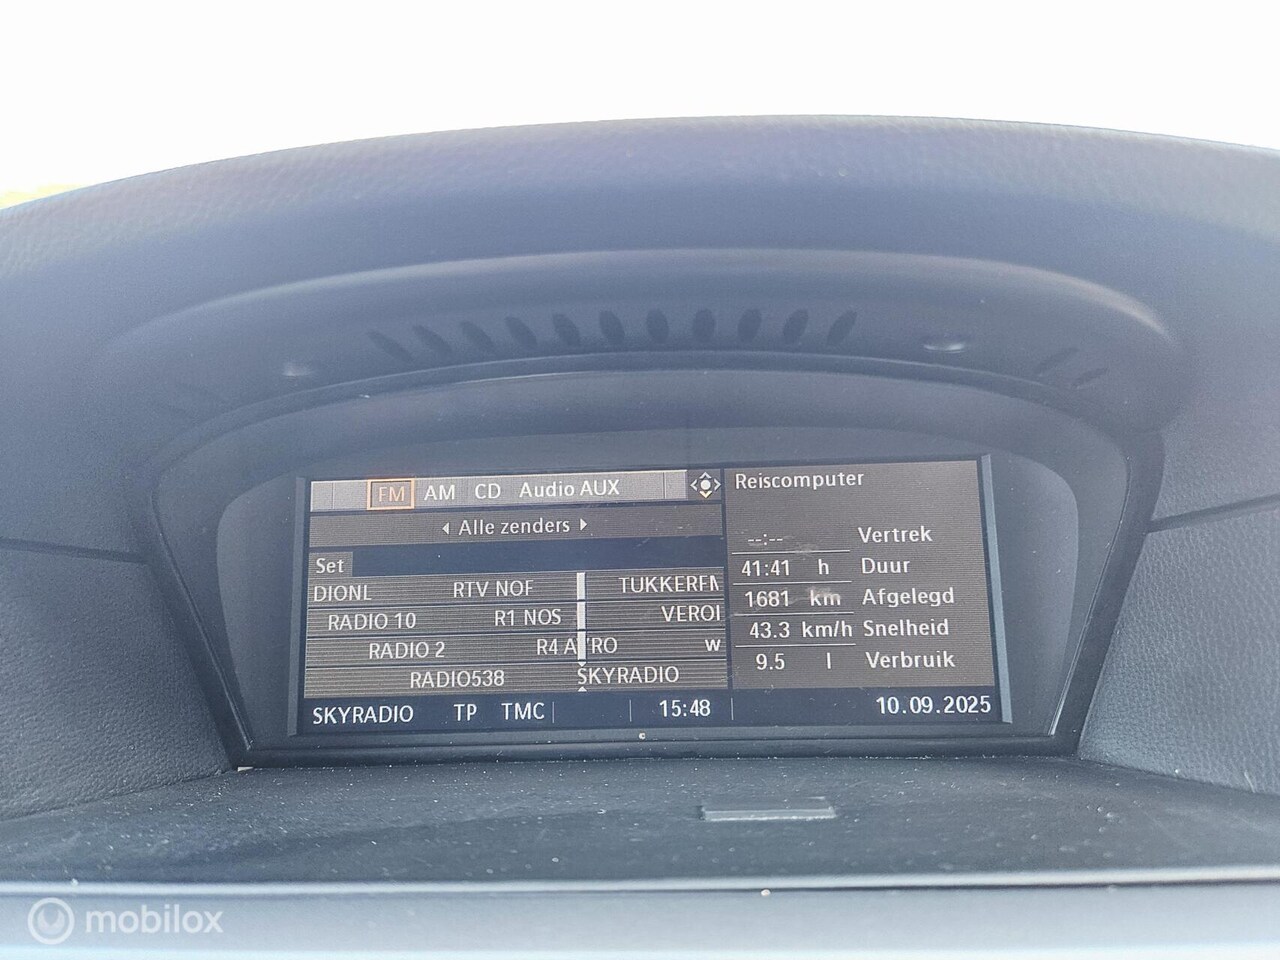 FM AM CD Audio AUX
Alle zenders
Set
DIONL RTV NOF TUKKERFM
RADIO 10 R1 NOS VEROI
RADIO 2 R4 AVRO w
RADIO538 SKYRADIO
SKYRADIO TP TMC 15:48
Reiscomputer
--:-- Vertrek
41:41 h Duur
1681 km Afgelegd
43.3 km/h Snelheid
9.5 l Verbruik
10.09.2025
mobilox